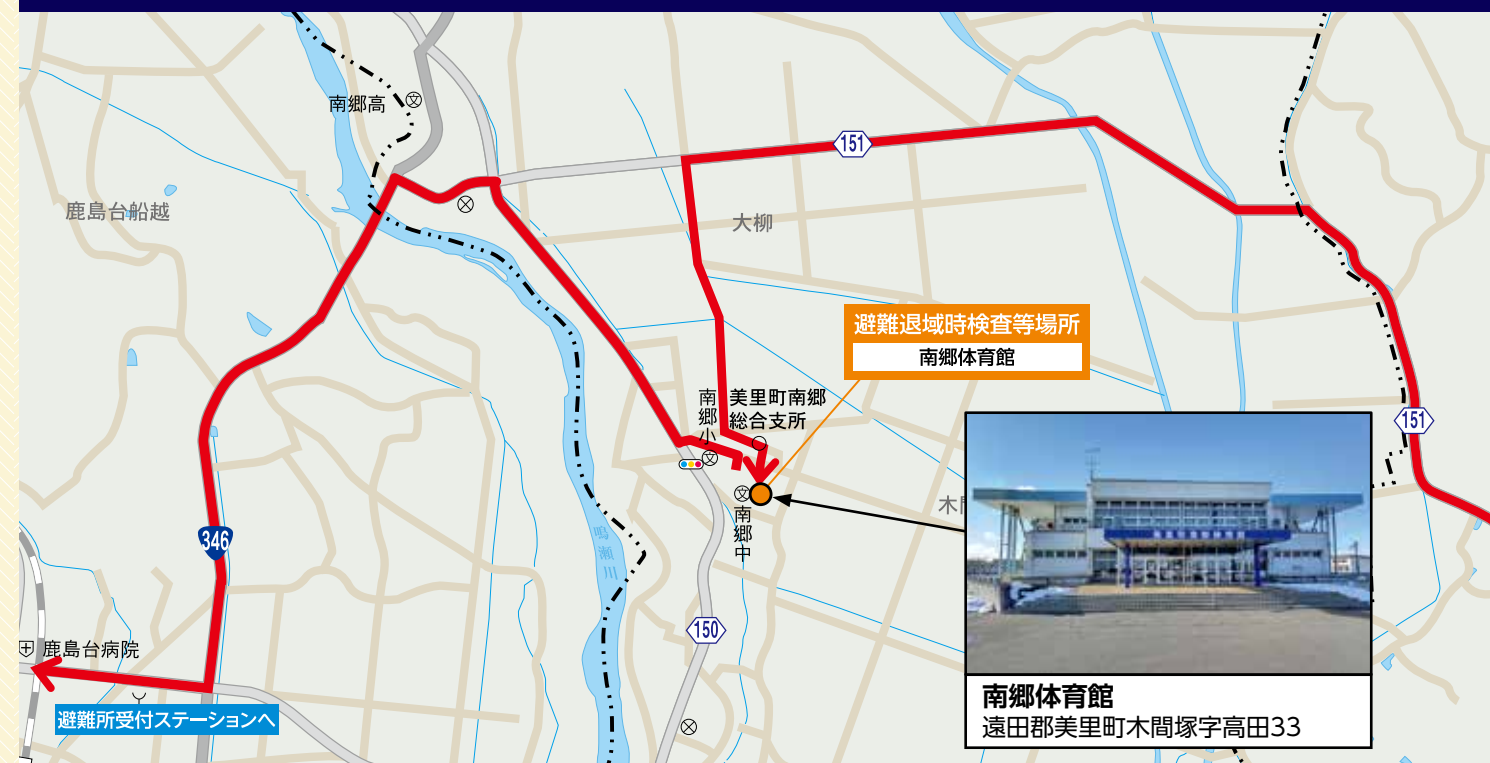 南郷高
151
鹿島台船越
大柳
避難退域時検査等場所
南郷体育館
南郷小
美里町南郷
総合支所
151
木間
南郷中
346
鳴瀬川
150
鹿島台病院
避難所受付ステーションへ
南郷体育館
遠田郡美里町木間塚字高田33